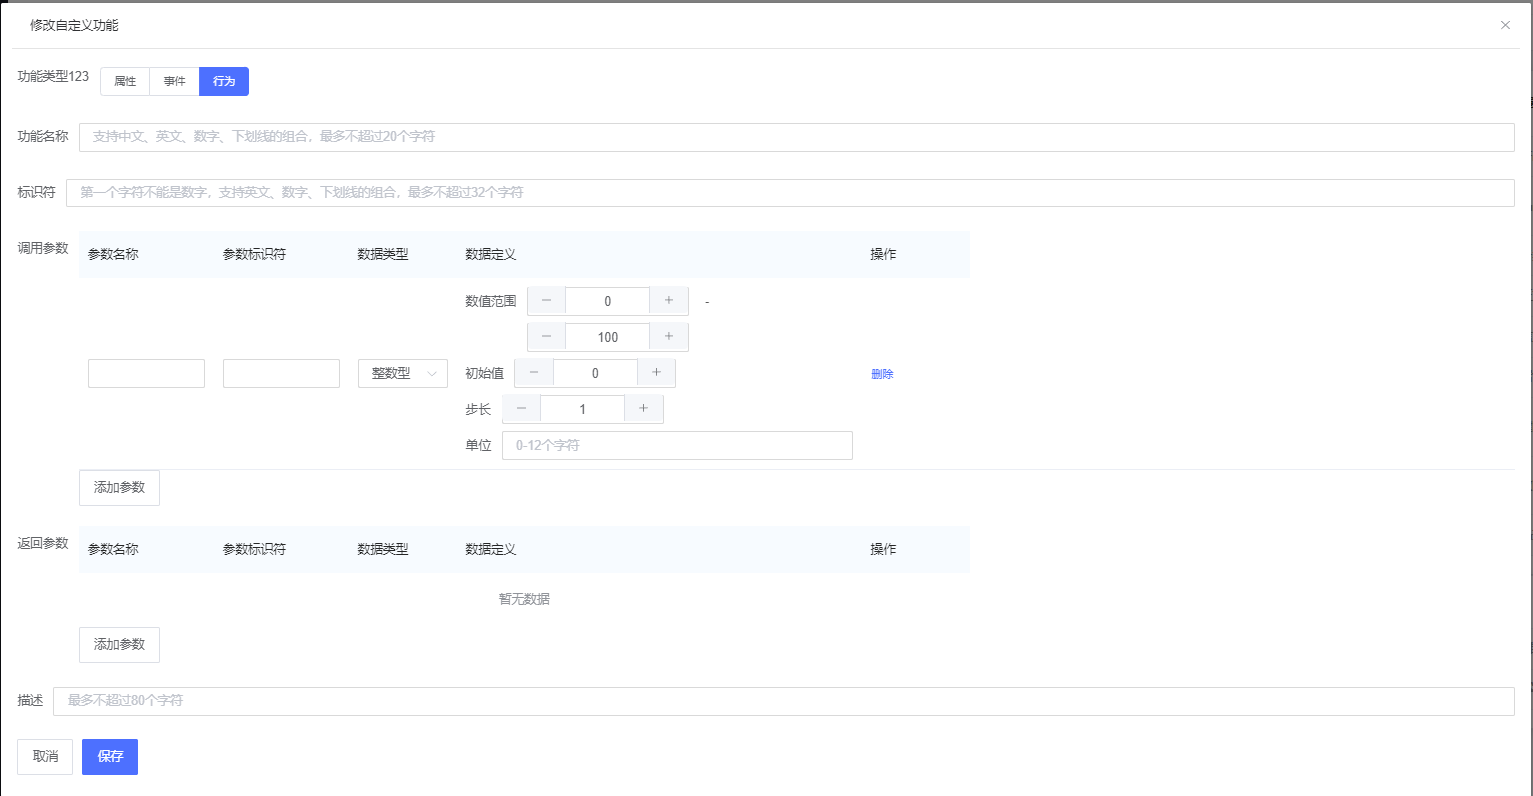 修改自定义功能
功能类型123 属性 事件 行为
功能名称 支持中文、英文、数字、下划线的组合，最多不超过20个字符
标识符 第一个字符不能是数字，支持英文、数字、下划线的组合，最多不超过32个字符
调用参数 参数名称 参数标识符 数据类型 数据定义 操作
数值范围 0 -
100
整数型 初始值 0 删除
步长 1
单位 0-12个字符
添加参数
返回参数 参数名称 参数标识符 数据类型 数据定义 操作
暂无数据
添加参数
描述 最多不超过80个字符
取消 保存